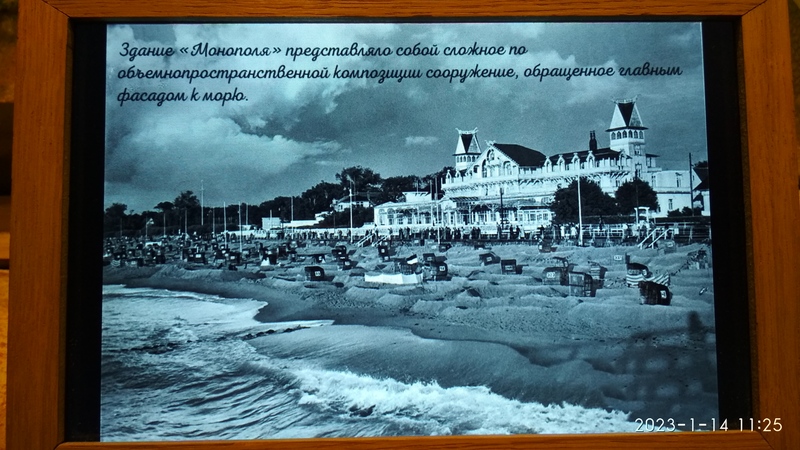 Здание «Монополя» представляло собой сложное по
объемнопространственной композиции сооружение, обращенное главным
фасадом к морю.
2023-1-14 11:25